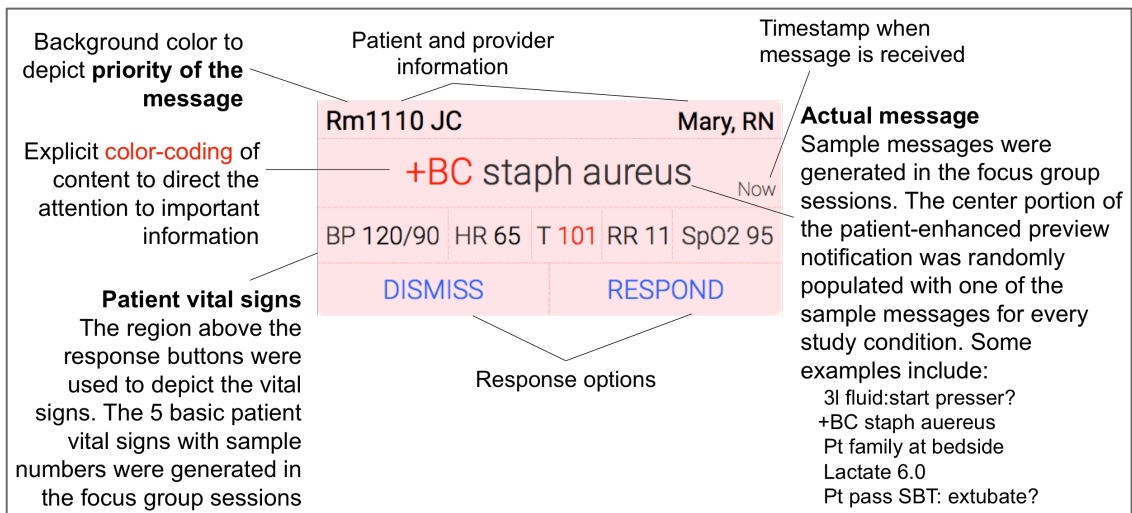 Background color to
depict priority of the
message
Patient and provider
information
Timestamp when
message is received
Explicit color-coding of
content to direct the
attention to important
information
Rm1110 JC
Mary, RN
+BC staph aureus
Now
BP 120/90 HR 65 T 101 RR 11 SpO2 95
DISMISS
RESPOND
Patient vital signs
The region above the
response buttons were
used to depict the vital
signs. The 5 basic patient
vital signs with sample
numbers were generated in
the focus group sessions
Response options
Actual message
Sample messages were
generated in the focus group
sessions. The center portion of
the patient-enhanced preview
notification was randomly
populated with one of the
sample messages for every
study condition. Some
examples include:
3l fluid:start presser?
+BC staph auereus
Pt family at bedside
Lactate 6.0
Pt pass SBT: extubate?